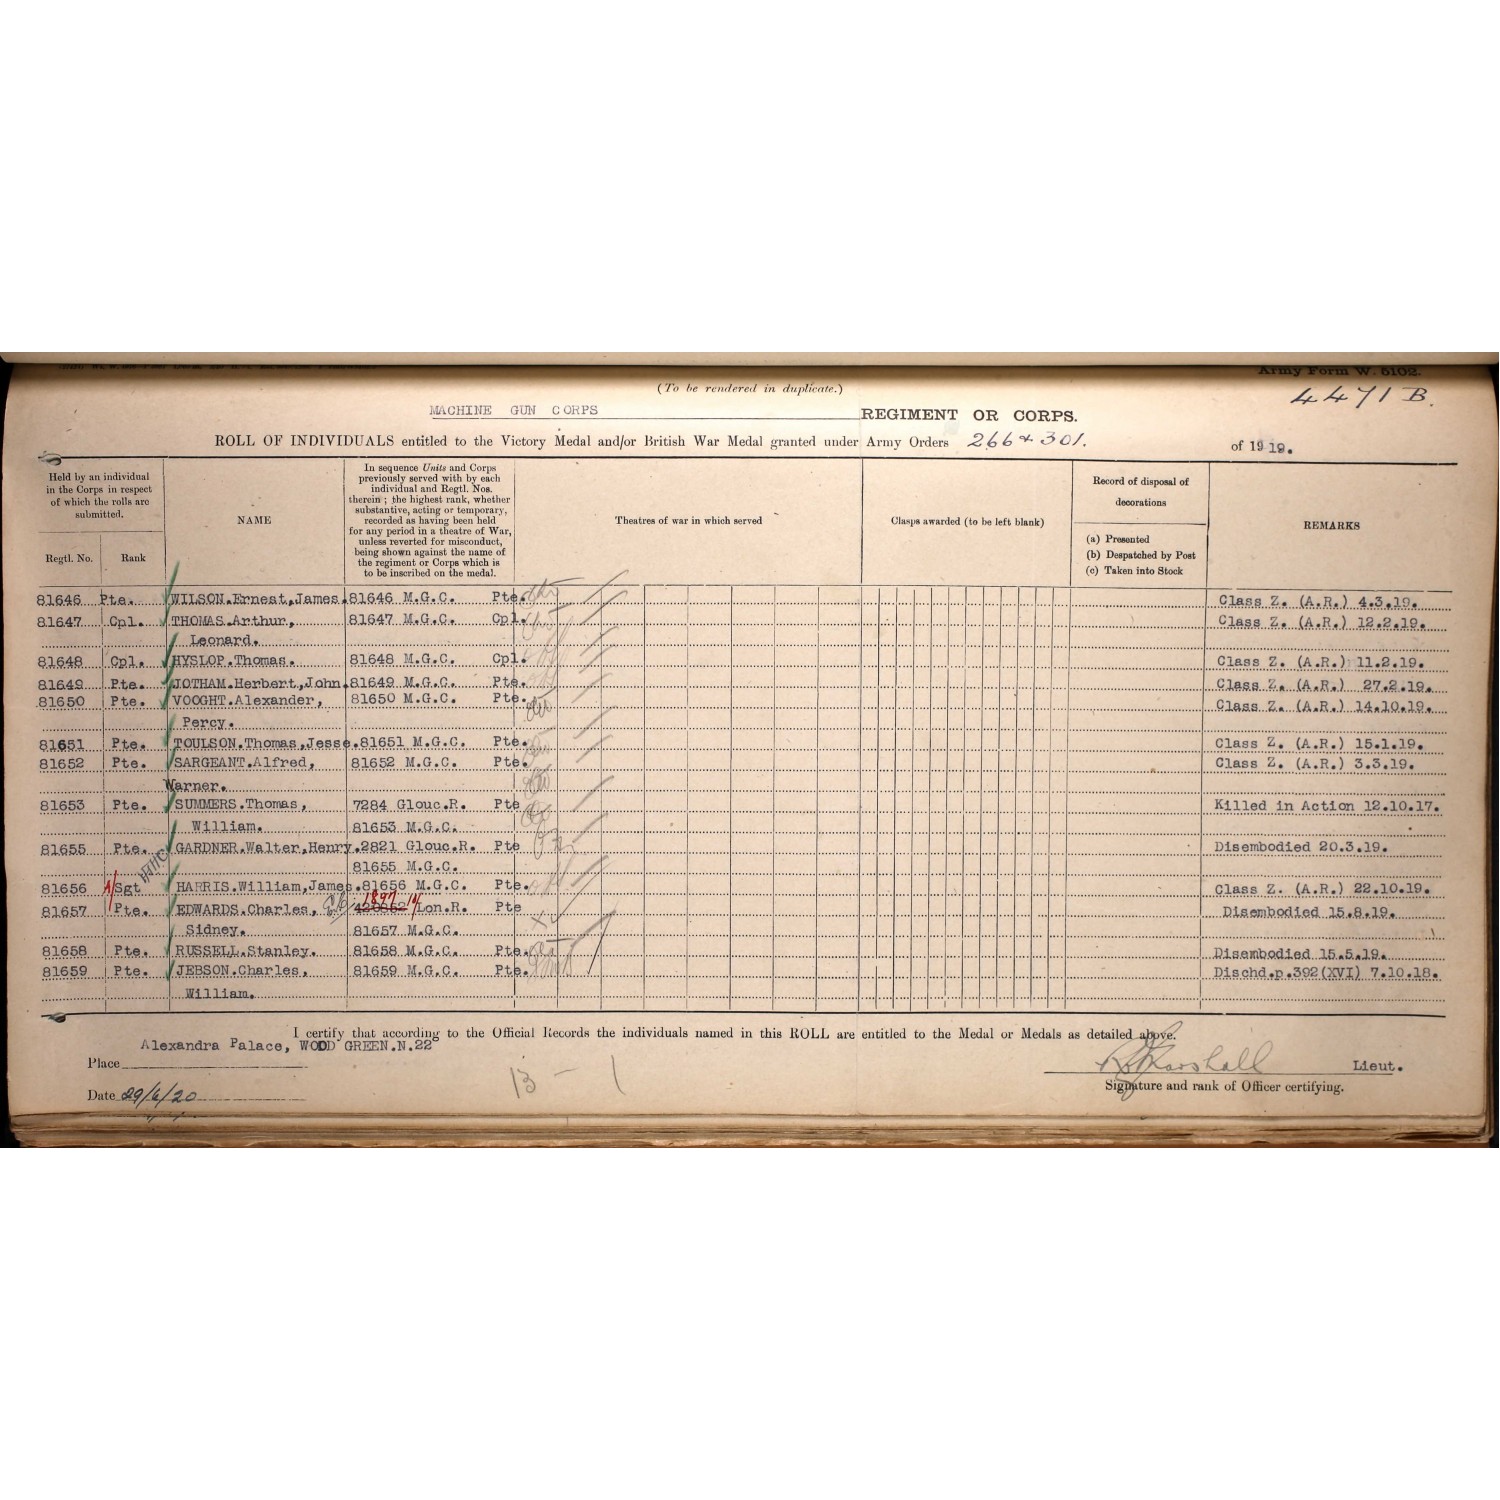 Army Form W. 5102.
(To be rendered in duplicate.)
4471 B.
MACHINE GUN CORPS REGIMENT OR CORPS.
ROLL OF INDIVIDUALS entitled to the Victory Medal and/or British War Medal granted under Army Orders 266 & 301. of 1919.
Held by an individual
in the Corps in respect
of which the rolls are
submitted.
Regtl. No. Rank
NAME
In sequence Units and Corps
previously served with by each
individual and Regtl. Nos.
therein ; the highest rank, whether
substantive, acting or temporary,
recorded as having been held
for any period in a theatre of War,
unless reverted for misconduct,
being shown against the name of
the regiment or Corps which is
to be inscribed on the medal.
Theatres of war in which served
Clasps awarded (to be left blank)
Record of disposal of
decorations
(a) Presented
(b) Despatched by Post
(c) Taken into Stock
REMARKS
81646 Pte. WILSON.Ernest,James. 81646 M.G.C. Pte. Class Z. (A.R.) 4.3.19.
81647 Cpl. THOMAS.Arthur, 81647 M.G.C. Cpl. Class Z. (A.R.) 12.2.19.
Leonard.
81648 Cpl. HYSLOP.Thomas. 81648 M.G.C. Cpl. Class Z. (A.R.) 11.2.19.
81649 Pte. JOTHAM.Herbert,John. 81649 M.G.C. Pte. Class Z. (A.R.) 27.2.19.
81650 Pte. VOOGHT.Alexander, 81650 M.G.C. Pte. Class Z. (A.R.) 14.10.19.
Percy.
81651 Pte. TOULSON.Thomas,Jesse. 81651 M.G.C. Pte. Class Z. (A.R.) 15.1.19.
81652 Pte. SARGEANT.Alfred, 81652 M.G.C. Pte. Class Z. (A.R.) 3.3.19.
Warner.
81653 Pte. SUMMERS.Thomas, 7284 Glouc.R. Pte Killed in Action 12.10.17.
William. 81653 M.G.C.
81655 Pte. GARDNER.Walter,Henry. 2821 Glouc.R. Pte Disembodied 20.3.19.
81655 M.G.C.
81656 A/Sgt HARRIS.William,James. 81656 M.G.C. Pte. Class Z. (A.R.) 22.10.19.
1897
81657 Pte. EDWARDS.Charles, 420362 10/Lon.R. Pte Disembodied 15.8.19.
Sidney. 81657 M.G.C.
81658 Pte. RUSSELL.Stanley. 81658 M.G.C. Pte. Disembodied 15.5.19.
81659 Pte. JEBSON.Charles, 81659 M.G.C. Pte. Dischd.p.392(XVI) 7.10.18.
William.
I certify that according to the Official Records the individuals named in this ROLL are entitled to the Medal or Medals as detailed above.
Alexandra Palace, WOOD GREEN.N.22
Place
Marshall Lieut.
Signature and rank of Officer certifying.
Date 29/6/20
13 - 1